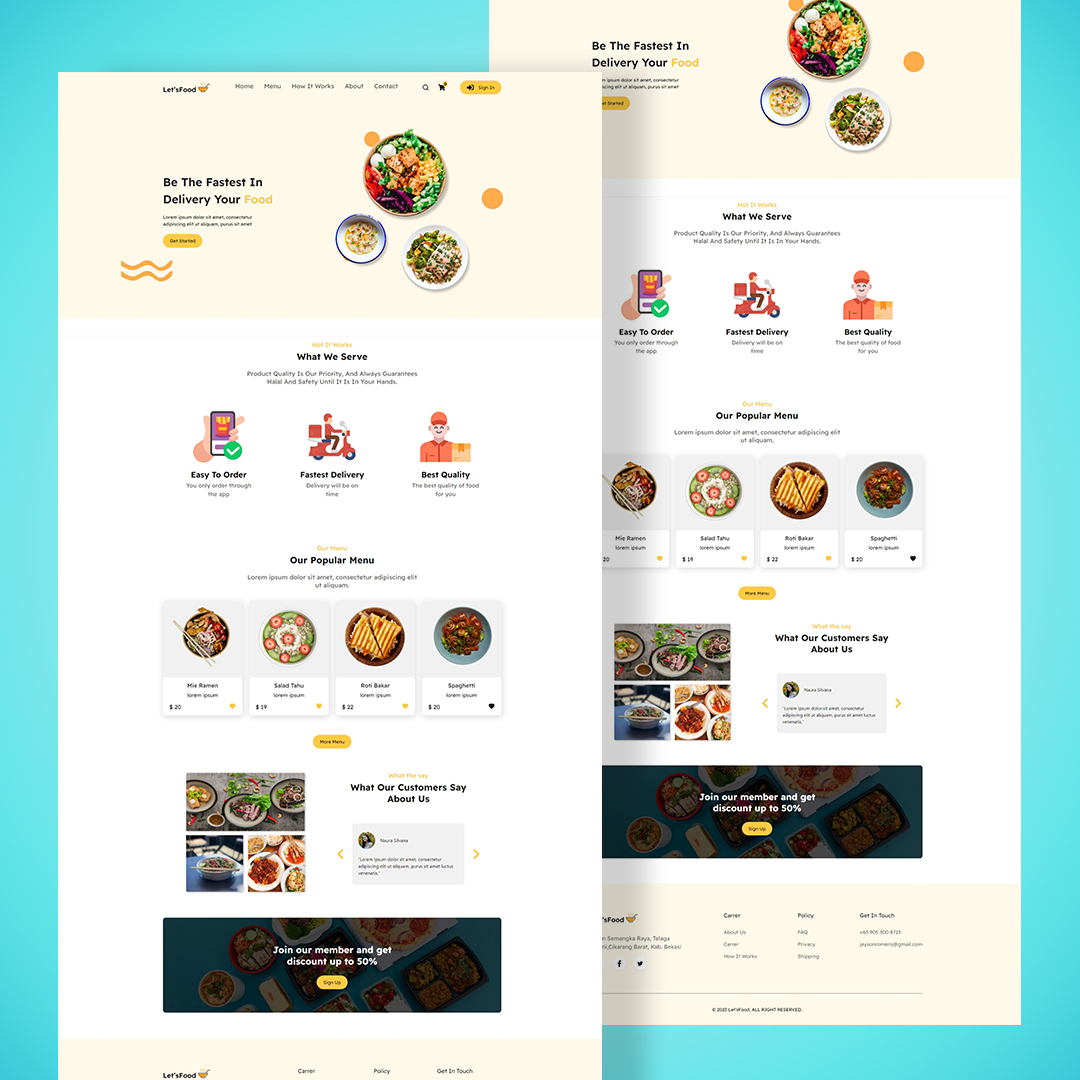 Let'sFood
Home Menu How It Works About Contact
Sign In
Be The Fastest In
Delivery Your Food
Lorem ipsum dolor sit amet, consectetur
adipiscing elit ut aliquam, purus sit amet
Get Started
Hot It Works
What We Serve
Product Quality Is Our Priority, And Always Guarantees
Halal And Safety Until It Is In Your Hands.
Easy To Order
You only order through
the app
Fastest Delivery
Delivery will be on
time
Best Quality
The best quality of food
for you
Our Menu
Our Popular Menu
Lorem ipsum dolor sit amet, consectetur adipiscing elit
ut aliquam.
Mie Ramen
lorem ipsum
$ 20
Salad Tahu
lorem ipsum
$ 19
Roti Bakar
lorem ipsum
$ 22
Spaghetti
lorem ipsum
$ 20
More Menu
What the say
What Our Customers Say
About Us
Naura Silvana
"Lorem ipsum dolor sit amet, consectetur
adipiscing elit ut aliquam, purus sit amet luctus
venenatis."
Join our member and get
discount up to 50%
Sign Up
Let'sFood
Carrer Policy Get In Touch
Be The Fastest In
Delivery Your Food
m ipsum dolor sit amet, consectetur
adipiscing elit ut aliquam, purus sit amet
et Started
Hot It Works
What We Serve
Product Quality Is Our Priority, And Always Guarantees
Halal And Safety Until It Is In Your Hands.
Easy To Order
You only order through
the app
Fastest Delivery
Delivery will be on
time
Best Quality
The best quality of food
for you
Our Menu
Our Popular Menu
Lorem ipsum dolor sit amet, consectetur adipiscing elit
ut aliquam.
Mie Ramen
lorem ipsum
20
Salad Tahu
lorem ipsum
$ 19
Roti Bakar
lorem ipsum
$ 22
Spaghetti
lorem ipsum
$ 20
More Menu
What the say
What Our Customers Say
About Us
Naura Silvana
"Lorem ipsum dolor sit amet, consectetur
adipiscing elit ut aliquam, purus sit amet luctus
venenatis."
Join our member and get
discount up to 50%
Sign Up
'sFood
n Semangka Raya, Telaga
ni,Cikarang Barat, Kab. Bekasi
Carrer
About Us
Carrer
How It Works
Policy
FAQ
Privacy
Shipping
Get In Touch
+63 905 300 8713
jaysonromero@gmail.com
© 2023 Let'sFood. ALL RIGHT RESERVED.